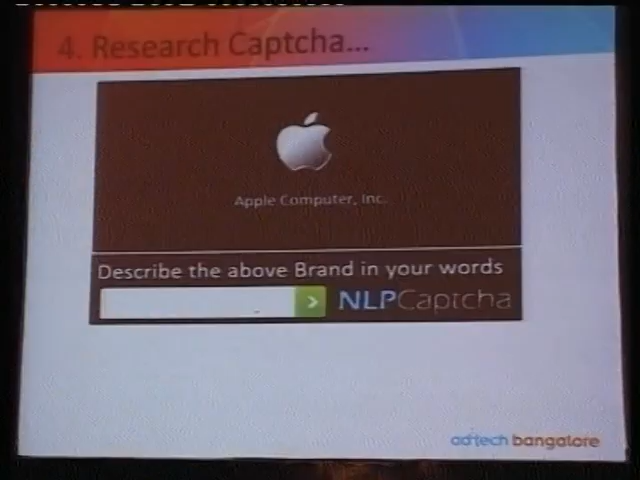 4. Research Captcha...
Apple Computer, Inc.
Describe the above Brand in your words
NLPCaptcha
ad:tech bangalore